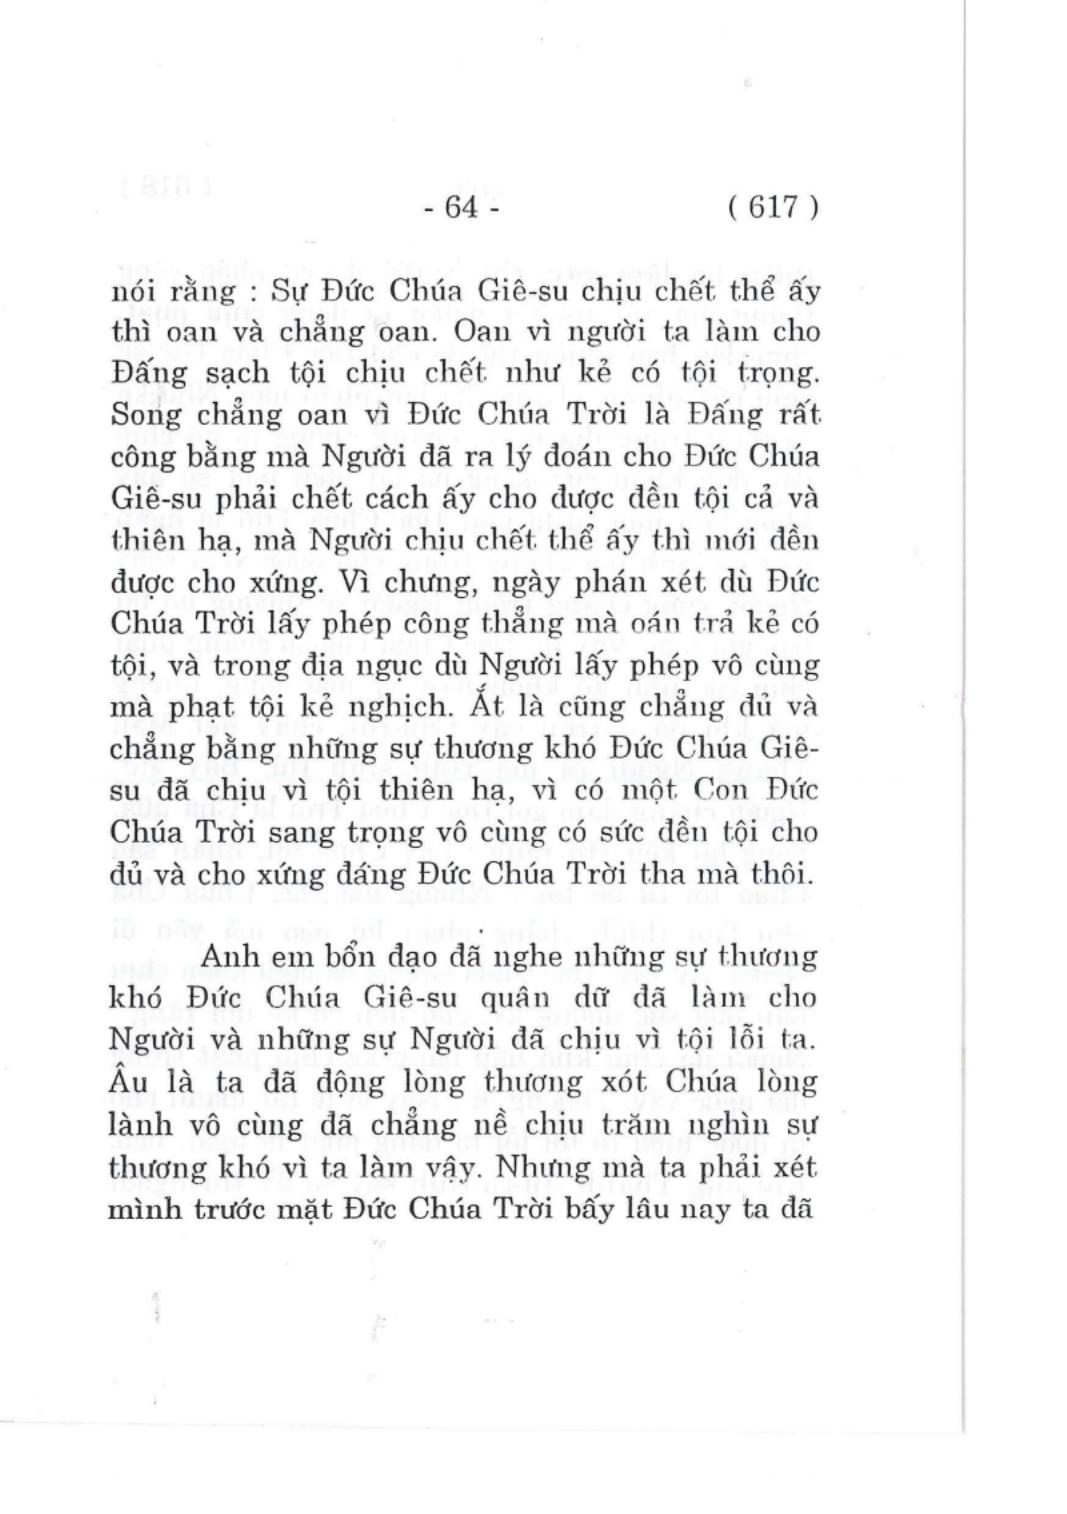 - 64 - ( 617 )
nói rằng : Sự Đức Chúa Giê-su chịu chết thể ấy
thì oan và chẳng oan. Oan vì người ta làm cho
Đấng sạch tội chịu chết như kẻ có tội trọng.
Song chẳng oan vì Đức Chúa Trời là Đấng rất
công bằng mà Người đã ra lý đoán cho Đức Chúa
Giê-su phải chết cách ấy cho được đền tội cả và
thiên hạ, mà Người chịu chết thể ấy thì mới đền
được cho xứng. Vì chưng, ngày phán xét dù Đức
Chúa Trời lấy phép công thẳng mà oán trả kẻ có
tội, và trong địa ngục dù Người lấy phép vô cùng
mà phạt tội kẻ nghịch. Ắt là cũng chẳng đủ và
chẳng bằng những sự thương khó Đức Chúa Giê-
su đã chịu vì tội thiên hạ, vì có một Con Đức
Chúa Trời sang trọng vô cùng có sức đền tội cho
đủ và cho xứng đáng Đức Chúa Trời tha mà thôi.
Anh em bổn đạo đã nghe những sự thương
khó Đức Chúa Giê-su quân dữ đã làm cho
Người và những sự Người đã chịu vì tội lỗi ta.
Âu là ta đã động lòng thương xót Chúa lòng
lành vô cùng đã chẳng nề chịu trăm nghìn sự
thương khó vì ta làm vậy. Nhưng mà ta phải xét
mình trước mặt Đức Chúa Trời bấy lâu nay ta đã